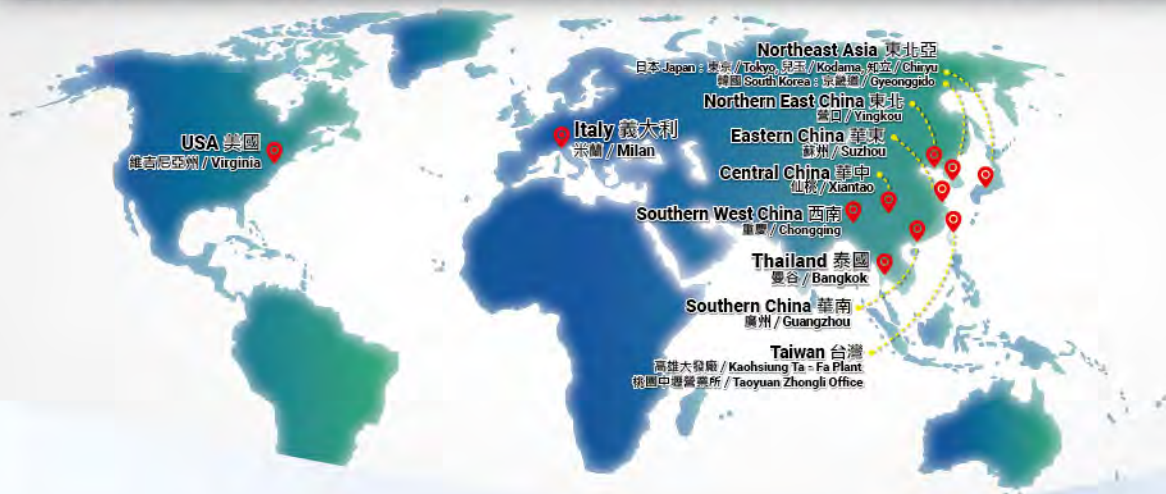 Northeast Asia 東北亞
日本 Japan：東京 / Tokyo, 兒玉 / Kodama, 知立 / Chiryu
韓國 South Korea：京畿道 / Gyeonggido
Northern East China 東北
營口 / Yingkou
USA 美國
維吉尼亞州 / Virginia
Italy 義大利
米蘭 / Milan
Eastern China 華東
蘇州 / Suzhou
Central China 華中
仙桃 / Xiantao
Southern West China 西南
重慶 / Chongqing
Thailand 泰國
曼谷 / Bangkok
Southern China 華南
廣州 / Guangzhou
Taiwan 台灣
高雄大發廠 / Kaohsiung Ta - Fa Plant
桃園中壢營業所 / Taoyuan Zhongli Office